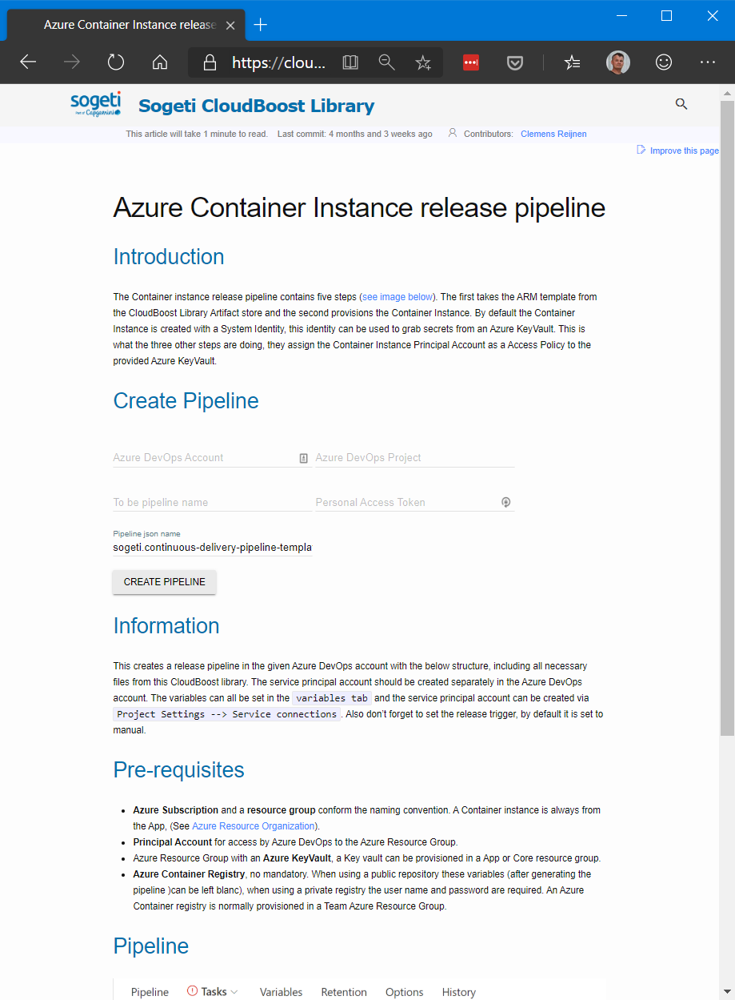 Azure Container Instance release
https://clou...
sogeti
Part of Capgemini
Sogeti CloudBoost Library
This article will take 1 minute to read. Last commit: 4 months and 3 weeks ago Contributors: Clemens Reijnen
Improve this page
Azure Container Instance release pipeline
Introduction
The Container instance release pipeline contains five steps (see image below). The first takes the ARM template from
the CloudBoost Library Artifact store and the second provisions the Container Instance. By default the Container
Instance is created with a System Identity, this identity can be used to grab secrets from an Azure KeyVault. This is
what the three other steps are doing, they assign the Container Instance Principal Account as a Access Policy to the
provided Azure KeyVault.
Create Pipeline
Azure DevOps Account Azure DevOps Project
To be pipeline name Personal Access Token
Pipeline json name
sogeti.continuous-delivery-pipeline-templa
CREATE PIPELINE
Information
This creates a release pipeline in the given Azure DevOps account with the below structure, including all necessary
files from this CloudBoost library. The service principal account should be created separately in the Azure DevOps
account. The variables can all be set in the variables tab and the service principal account can be created via
Project Settings --> Service connections. Also don't forget to set the release trigger, by default it is set to
manual.
Pre-requisites
• Azure Subscription and a resource group conform the naming convention. A Container instance is always from
the App, (See Azure Resource Organization).
• Principal Account for access by Azure DevOps to the Azure Resource Group.
• Azure Resource Group with an Azure KeyVault, a Key vault can be provisioned in a App or Core resource group.
• Azure Container Registry, no mandatory. When using a public repository these variables (after generating the
pipeline )can be left blanc), when using a private registry the user name and password are required. An Azure
Container registry is normally provisioned in a Team Azure Resource Group.
Pipeline
Pipeline Tasks Variables Retention Options History